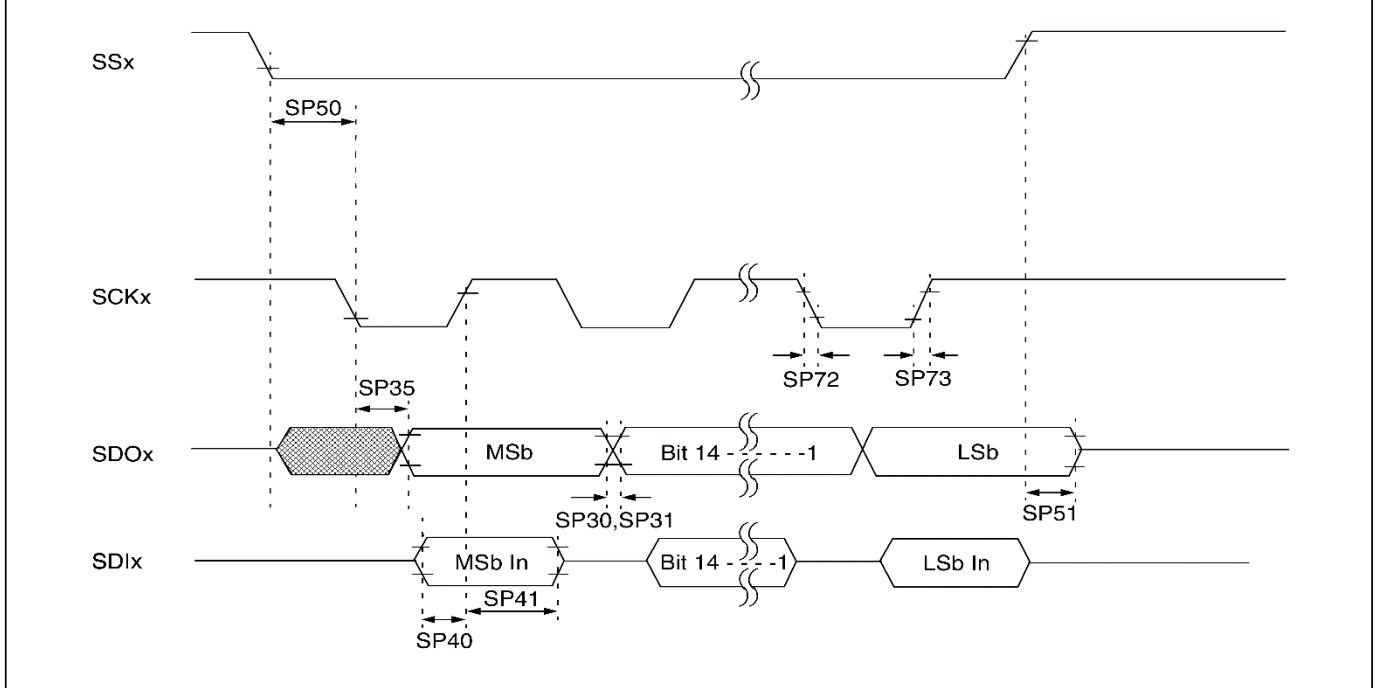 SSx
SP50
SCKx
SP72
SP73
SP35
SDOx
MSb
Bit 14 - - - - - -1
LSb
SP30,SP31
SP51
SDIx
MSb In
Bit 14 - - - -1
LSb In
SP41
SP40